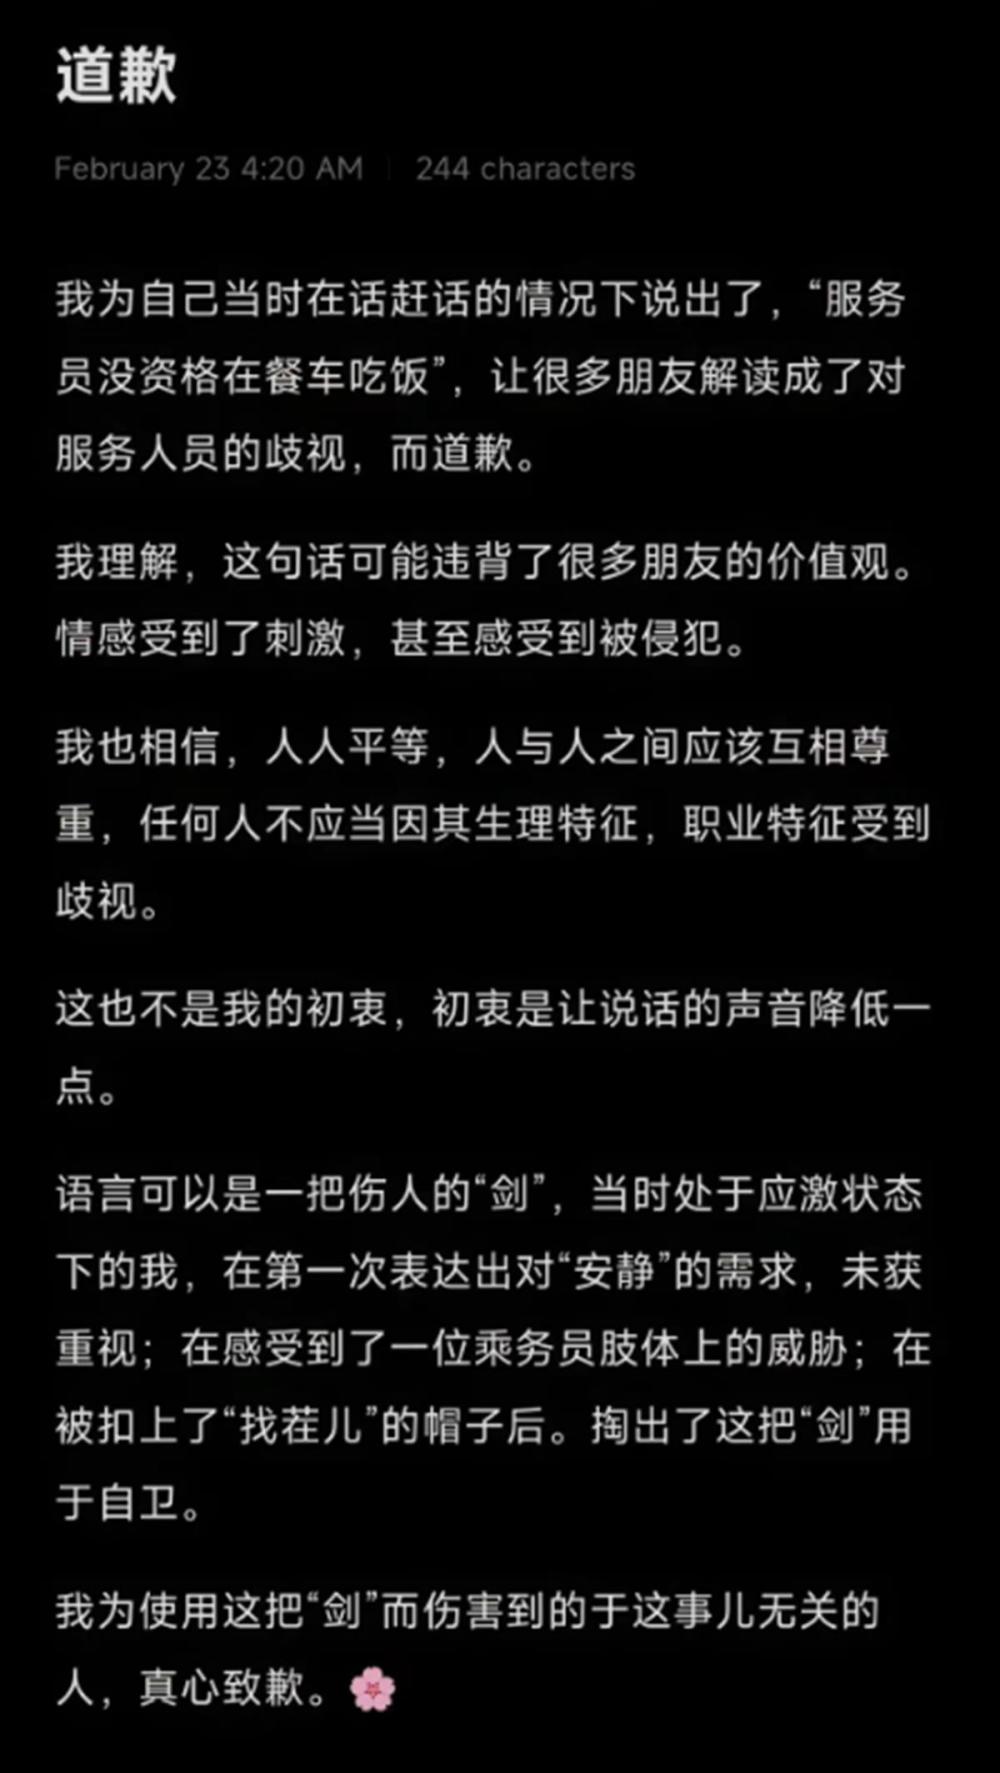 道歉
February 23 4:20 AM | 244 characters
我为自己当时在话赶话的情况下说出了，“服务
员没资格在餐车吃饭”，让很多朋友解读成了对
服务人员的歧视，而道歉。
我理解，这句话可能违背了很多朋友的价值观。
情感受到了刺激，甚至感受到被侵犯。
我也相信，人人平等，人与人之间应该互相尊
重，任何人不应当因其生理特征，职业特征受到
歧视。
这也不是我的初衷，初衷是让说话的声音降低一
点。
语言可以是一把伤人的“剑”，当时处于应激状态
下的我，在第一次表达出对“安静”的需求，未获
重视；在感受到了一位乘务员肢体上的威胁；在
被扣上了“找茬儿”的帽子后。掏出了这把“剑”用
于自卫。
我为使用这把“剑”而伤害到的于这事儿无关的
人，真心致歉。🌸